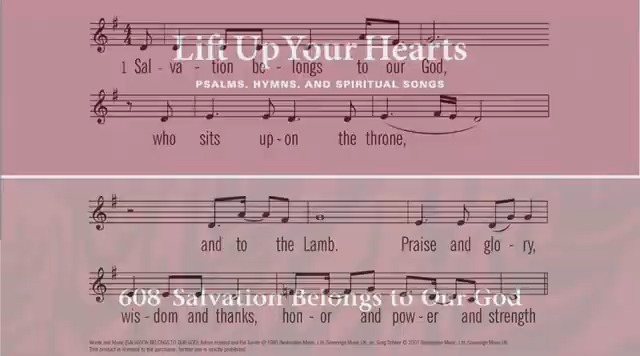 Lift Up Your Hearts
1 Sal - va - tion be - longs to our God,
PSALMS, HYMNS, AND SPIRITUAL SONGS
who sits up - on the throne,
and to the Lamb. Praise and glo - ry,
608 Salvation Belongs to Our God
wis - dom and thanks, hon - or and pow - er and strength